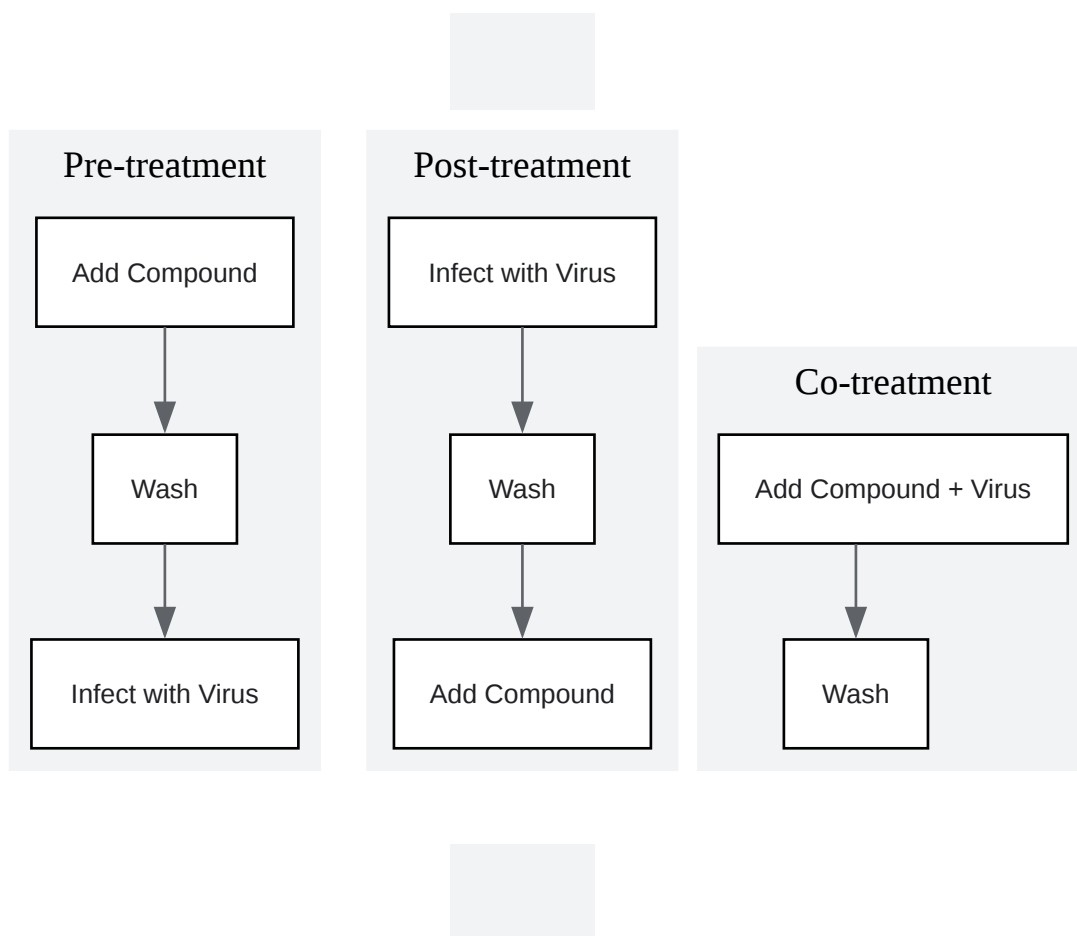 Pre-treatment
Add Compound
Wash
Infect with Virus
Post-treatment
Infect with Virus
Wash
Add Compound
Co-treatment
Add Compound + Virus
Wash